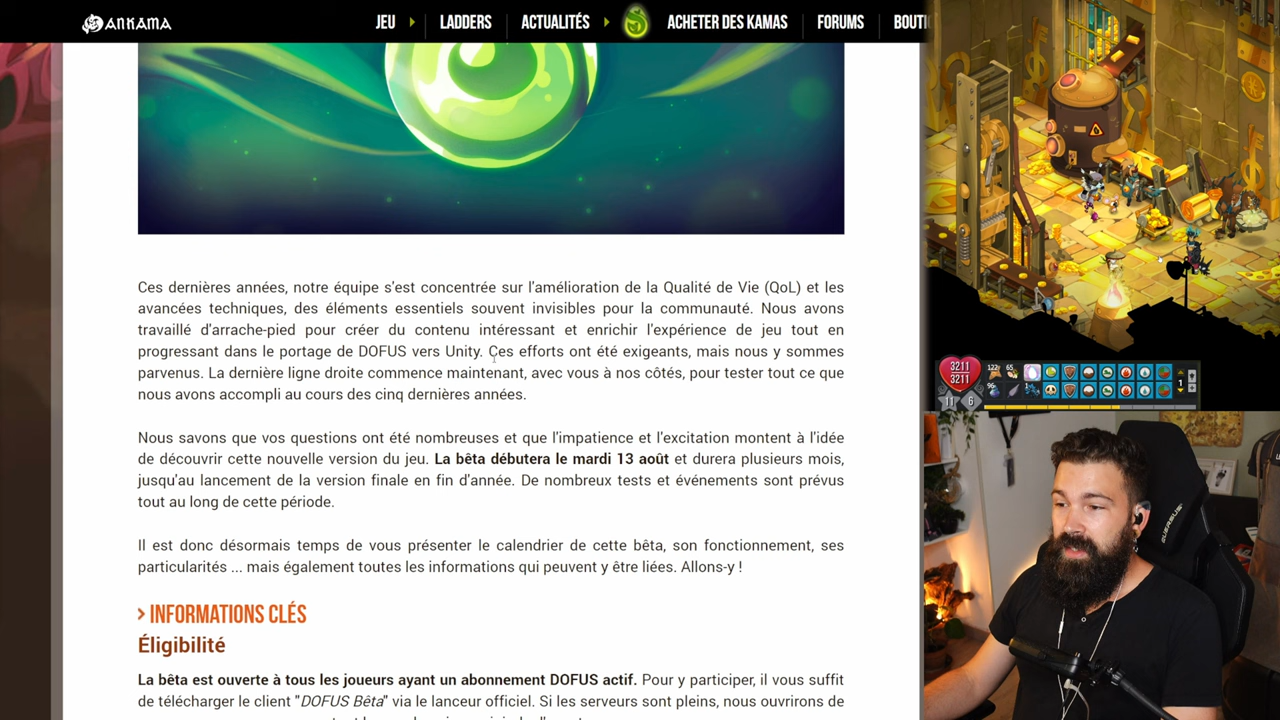 ANKAMA
JEU LADDERS ACTUALITÉS ACHETER DES KAMAS FORUMS BOUTI
Ces dernières années, notre équipe s'est concentrée sur l'amélioration de la Qualité de Vie (QoL) et les
avancées techniques, des éléments essentiels souvent invisibles pour la communauté. Nous avons
travaillé d'arrache-pied pour créer du contenu intéressant et enrichir l'expérience de jeu tout en
progressant dans le portage de DOFUS vers Unity. Ces efforts ont été exigeants, mais nous y sommes
parvenus. La dernière ligne droite commence maintenant, avec vous à nos côtés, pour tester tout ce que
nous avons accompli au cours des cinq dernières années.
Nous savons que vos questions ont été nombreuses et que l'impatience et l'excitation montent à l'idée
de découvrir cette nouvelle version du jeu. La bêta débutera le mardi 13 août et durera plusieurs mois,
jusqu'au lancement de la version finale en fin d'année. De nombreux tests et événements sont prévus
tout au long de cette période.
Il est donc désormais temps de vous présenter le calendrier de cette bêta, son fonctionnement, ses
particularités ... mais également toutes les informations qui peuvent y être liées. Allons-y !
> INFORMATIONS CLÉS
Éligibilité
La bêta est ouverte à tous les joueurs ayant un abonnement DOFUS actif. Pour y participer, il vous suffit
de télécharger le client "DOFUS Bêta" via le lanceur officiel. Si les serveurs sont pleins, nous ouvrirons de
3211
3211
11 6
122 65
96
1